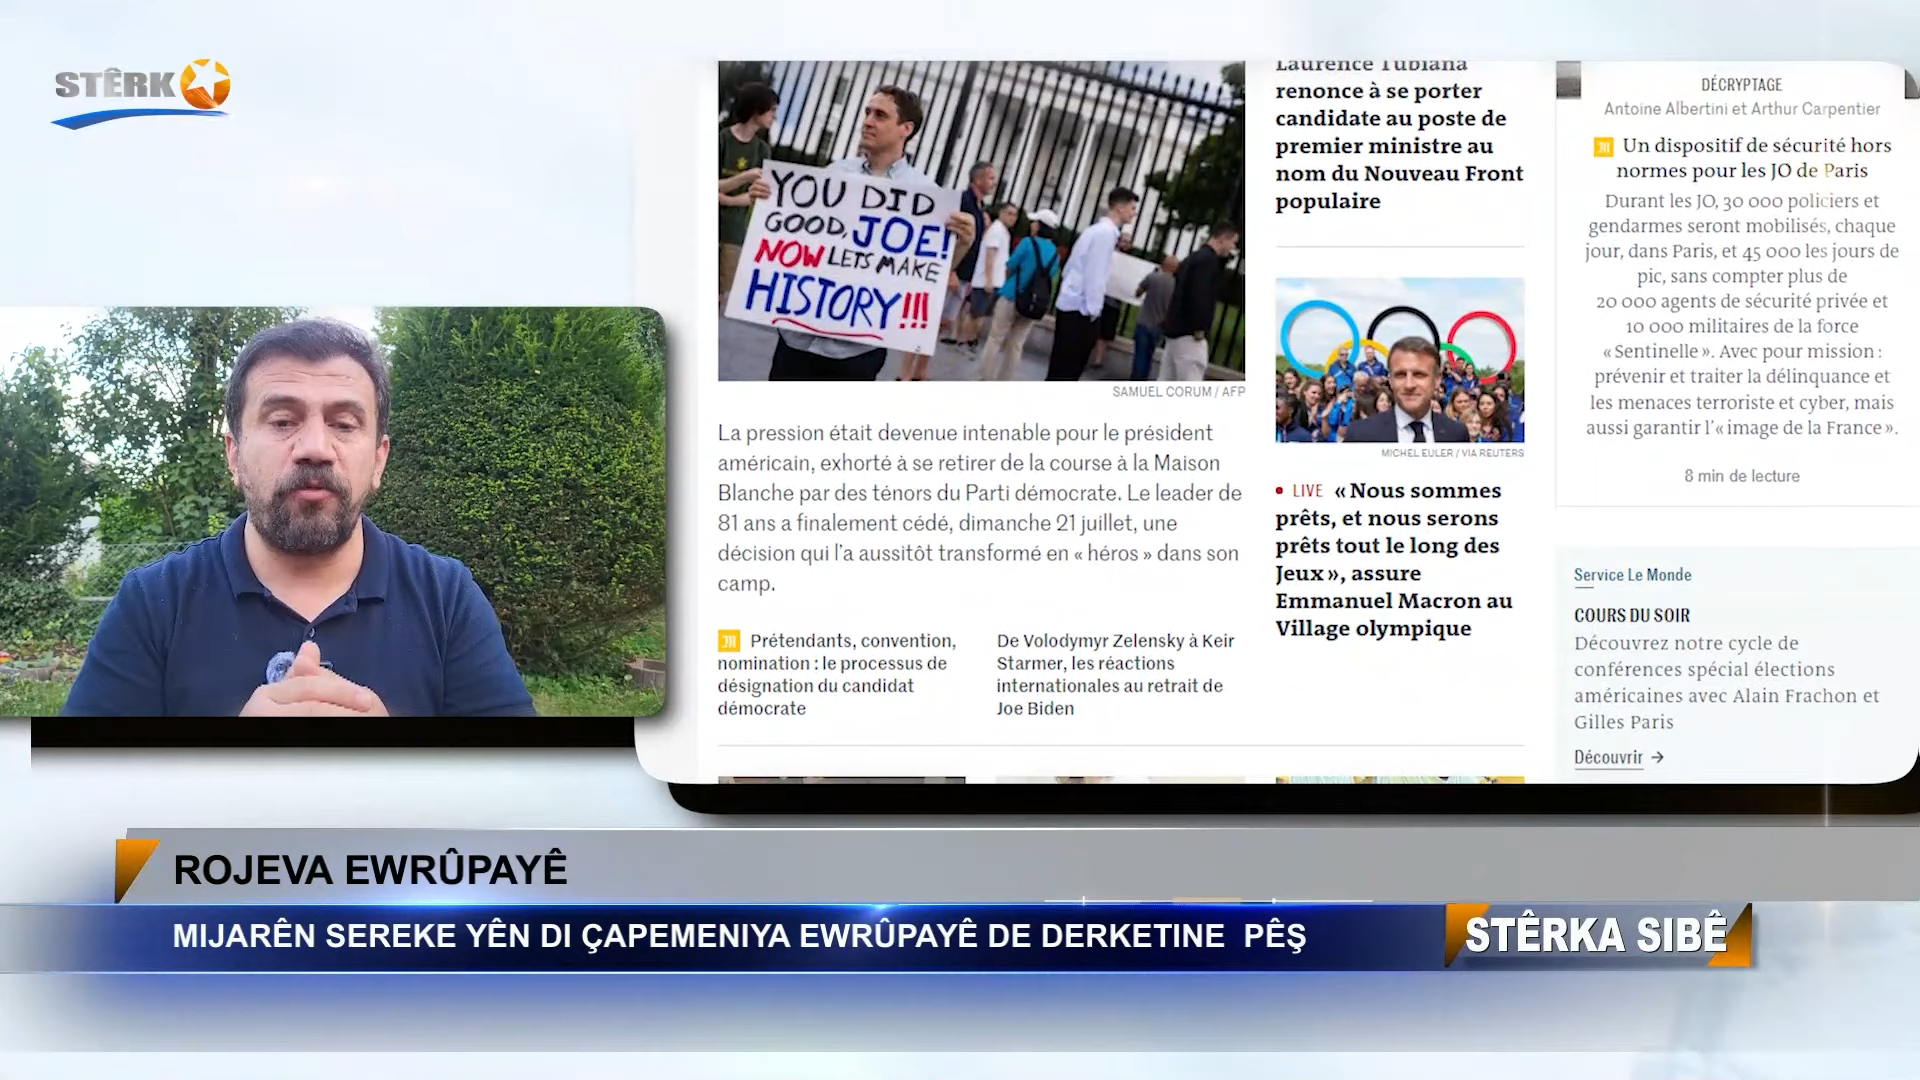 STÊRK
YOU DID
GOOD, JOE!
NOW LETS MAKE
HISTORY!!!
SAMUEL CORUM / AFP
La pression était devenue intenable pour le président
américain, exhorté à se retirer de la course à la Maison
Blanche par des ténors du Parti démocrate. Le leader de
81 ans a finalement cédé, dimanche 21 juillet, une
décision qui l’a aussitôt transformé en « héros » dans son
camp.
Prétendants, convention,
nomination : le processus de
désignation du candidat
démocrate
De Volodymyr Zelensky à Keir
Starmer, les réactions
internationales au retrait de
Joe Biden
Laurence Tubiana
renonce à se porter
candidate au poste de
premier ministre au
nom du Nouveau Front
populaire
MICHEL EULER / VIA REUTERS
• LIVE « Nous sommes
prêts, et nous serons
prêts tout le long des
Jeux », assure
Emmanuel Macron au
Village olympique
DÉCRYPTAGE
Antoine Albertini et Arthur Carpentier
Un dispositif de sécurité hors
normes pour les JO de Paris
Durant les JO, 30 000 policiers et
gendarmes seront mobilisés, chaque
jour, dans Paris, et 45 000 les jours de
pic, sans compter plus de
20 000 agents de sécurité privée et
10 000 militaires de la force
« Sentinelle ». Avec pour mission :
prévenir et traiter la délinquance et
les menaces terroriste et cyber, mais
aussi garantir l’« image de la France ».
8 min de lecture
Service Le Monde
COURS DU SOIR
Découvrez notre cycle de
conférences spécial élections
américaines avec Alain Frachon et
Gilles Paris
Découvrir →
ROJEVA EWRÛPAYÊ
MIJARÊN SEREKE YÊN DI ÇAPEMENIYA EWRÛPAYÊ DE DERKETINE PÊŞ
STÊRKA SIBÊ